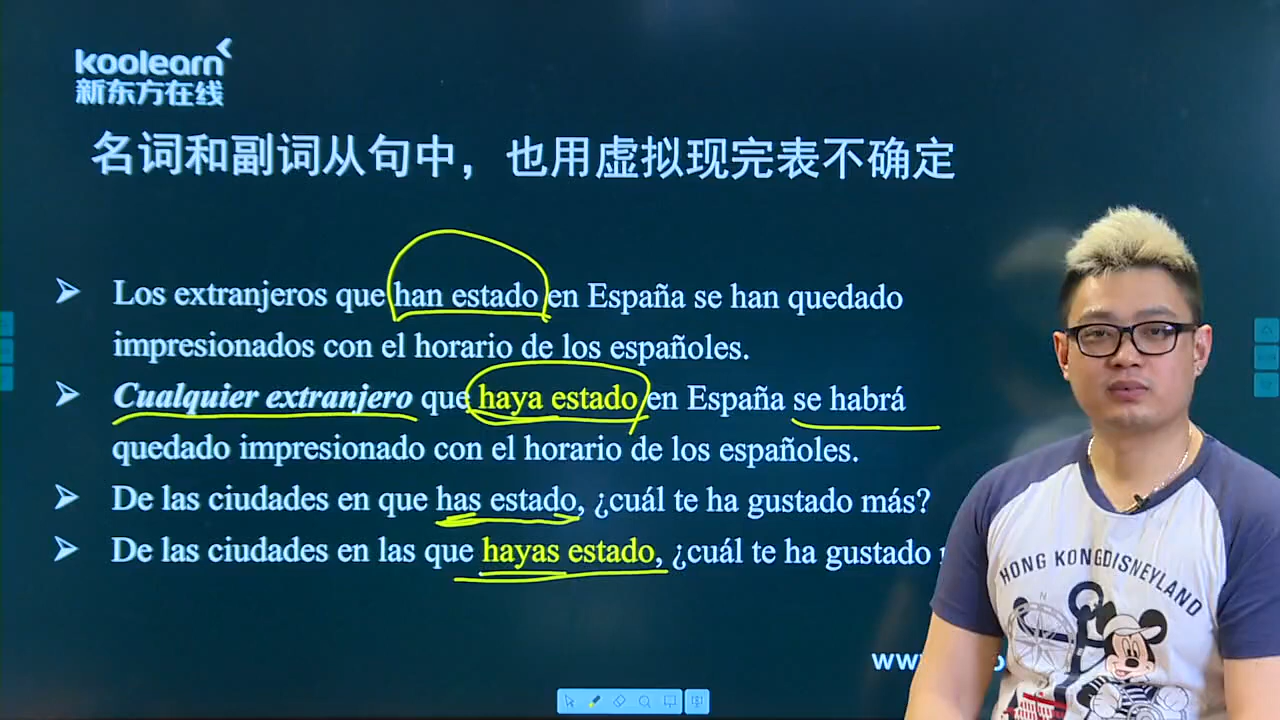 koolearn
新东方在线
名词和副词从句中，也用虚拟现完表不确定
Los extranjeros que han estado en España se han quedado
impresionados con el horario de los españoles.
Cualquier extranjero que haya estado en España se habrá
quedado impresionado con el horario de los españoles.
De las ciudades en que has estado, ¿cuál te ha gustado más?
De las ciudades en las que hayas estado, ¿cuál te ha gustado
www
HONG KONG DISNEYLAND
N